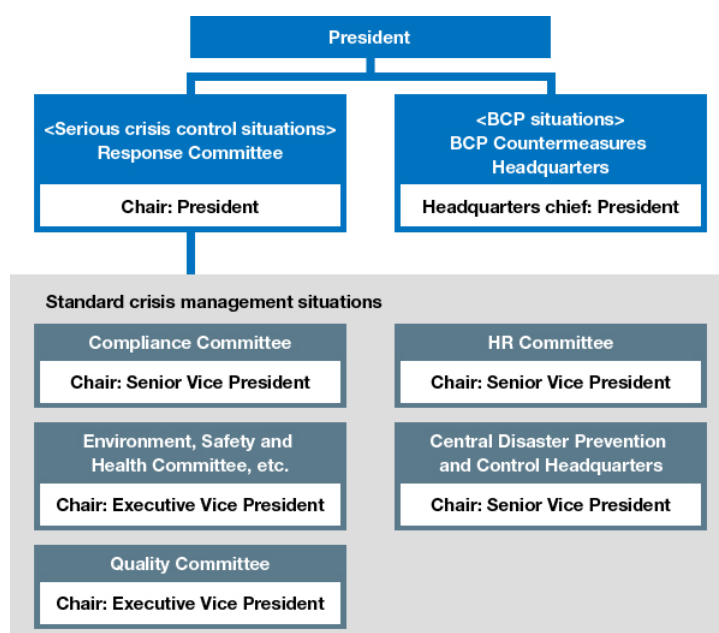 President
<Serious crisis control situations>
Response Committee
Chair: President
<BCP situations>
BCP Countermeasures
Headquarters
Headquarters chief: President
Standard crisis management situations
Compliance Committee
Chair: Senior Vice President
HR Committee
Chair: Senior Vice President
Environment, Safety and
Health Committee, etc.
Chair: Executive Vice President
Central Disaster Prevention
and Control Headquarters
Chair: Senior Vice President
Quality Committee
Chair: Executive Vice President